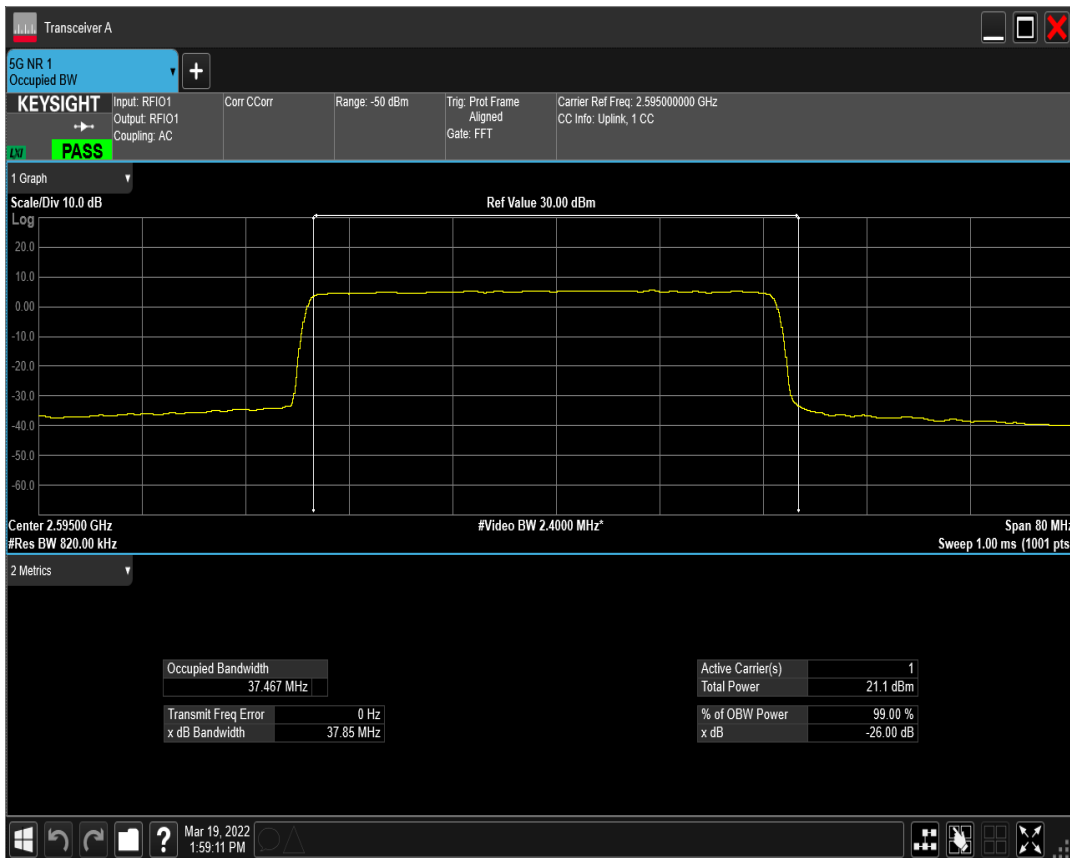 Transceiver A
5G NR 1
Occupied BW
KEYSIGHT
LXI
PASS
Input: RFIO1
Output: RFIO1
Coupling: AC
Corr CCorr
Range: -50 dBm
Trig: Prot Frame
Aligned
Gate: FFT
Carrier Ref Freq: 2.595000000 GHz
CC Info: Uplink, 1 CC
1 Graph
Scale/Div 10.0 dB
Ref Value 30.00 dBm
Log
20.0
10.0
0.00
-10.0
-20.0
-30.0
-40.0
-50.0
-60.0
Center 2.59500 GHz
#Video BW 2.4000 MHz*
Span 80 MHz
#Res BW 820.00 kHz
Sweep 1.00 ms (1001 pts
2 Metrics
Occupied Bandwidth
37.467 MHz
Transmit Freq Error 0 Hz
x dB Bandwidth 37.85 MHz
Active Carrier(s) 1
Total Power 21.1 dBm
% of OBW Power 99.00 %
x dB -26.00 dB
?
Mar 19, 2022
1:59:11 PM